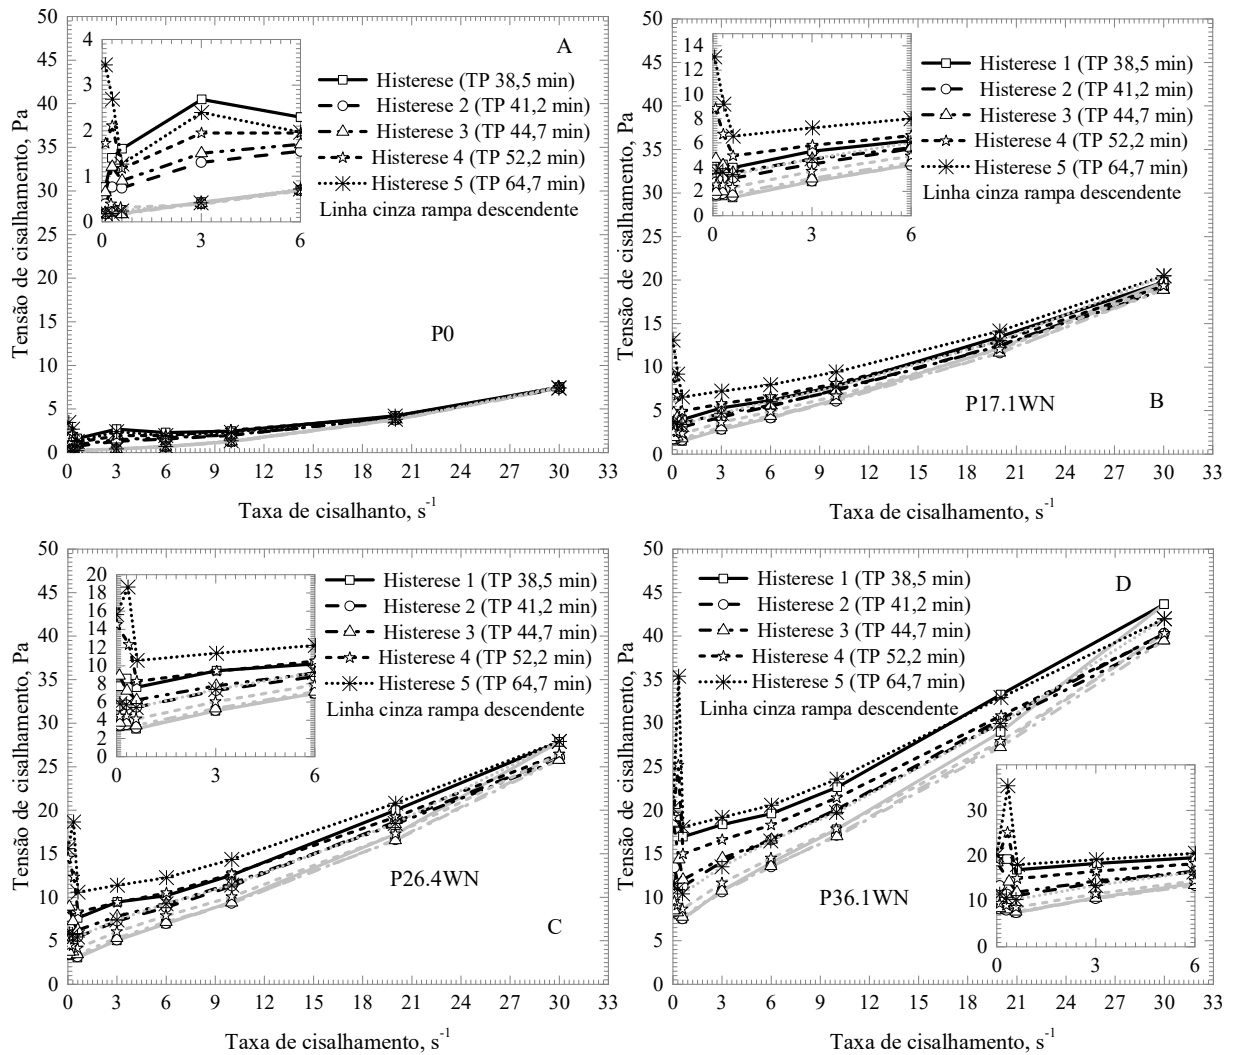 A
Tensão de cisalhamento, Pa
50
45
40
35
30
25
20
15
10
5
0
4
3
2
1
0
0 3 6
Histerese (TP 38,5 min)
Histerese 2 (TP 41,2 min)
Histerese 3 (TP 44,7 min)
Histerese 4 (TP 52,2 min)
Histerese 5 (TP 64,7 min)
Linha cinza rampa descendente
P0
0 3 6 9 12 15 18 21 24 27 30 33
Taxa de cisalhanto, s-1
Tensão de cisalhamento, Pa
50
45
40
35
30
25
20
15
10
5
0
14
12
10
8
6
4
2
0
0 3 6
Histerese 1 (TP 38,5 min)
Histerese 2 (TP 41,2 min)
Histerese 3 (TP 44,7 min)
Histerese 4 (TP 52,2 min)
Histerese 5 (TP 64,7 min)
Linha cinza rampa descendente
P17.1WN
B
0 3 6 9 12 15 18 21 24 27 30 33
Taxa de cisalhamento, s-1
Tensão de cisalhamento, Pa
50
45
40
35
30
25
20
15
10
5
0
20
18
16
14
12
10
8
6
4
2
0
0 3 6
Histerese 1 (TP 38,5 min)
Histerese 2 (TP 41,2 min)
Histerese 3 (TP 44,7 min)
Histerese 4 (TP 52,2 min)
Histerese 5 (TP 64,7 min)
Linha cinza rampa descendente
P26.4WN
C
0 3 6 9 12 15 18 21 24 27 30 33
Taxa de cisalhamento, s-1
Tensão de cisalhamento, Pa
50
45
40
35
30
25
20
15
10
5
0
Histerese 1 (TP 38,5 min)
Histerese 2 (TP 41,2 min)
Histerese 3 (TP 44,7 min)
Histerese 4 (TP 52,2 min)
Histerese 5 (TP 64,7 min)
Linha cinza rampa descendente
D
30
20
10
0
0 3 6
P36.1WN
0 3 6 9 12 15 18 21 24 27 30 33
Taxa de cisalhamento, s-1